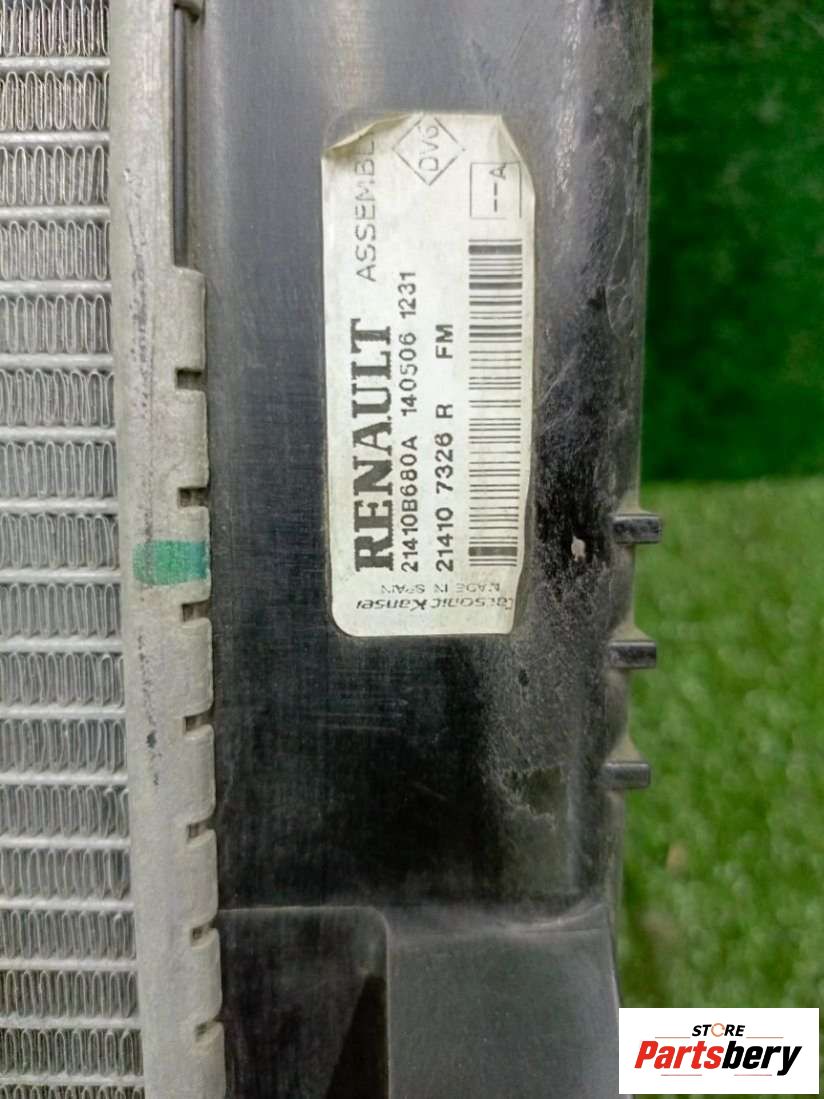 RENAULT ASSEMBL
DV6
21410B680A 140506 1231
21410 7326 R FM
--A
MADE IN SPAIN
Calsonic Kansei
STORE
Partsbery